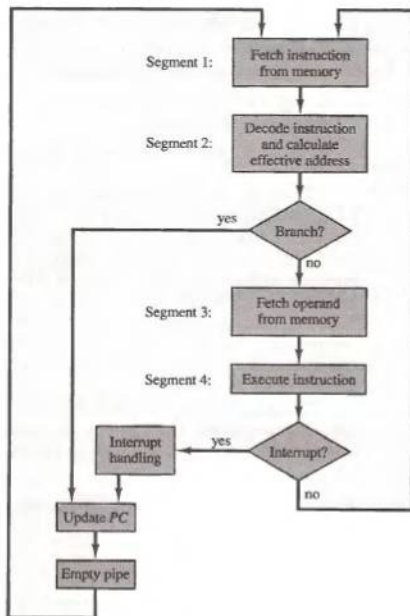 Segment 1:
Fetch instruction
from memory
Segment 2:
Decode instruction
and calculate
effective address
yes
Branch?
no
Segment 3:
Fetch operand
from memory
Segment 4:
Execute instruction
Interrupt
handling
yes
Interrupt?
no
Update PC
Empty pipe